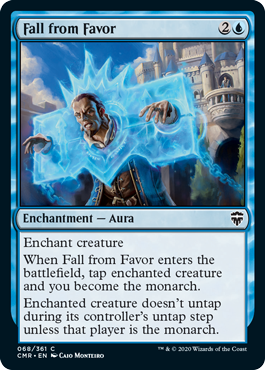 Fall from Favor 2
Enchantment — Aura
Enchant creature
When Fall from Favor enters the
battlefield, tap enchanted creature
and you become the monarch.
Enchanted creature doesn't untap
during its controller's untap step
unless that player is the monarch.
068/361 C
CMR • EN Caio Monteiro
™ & © 2020 Wizards of the Coast